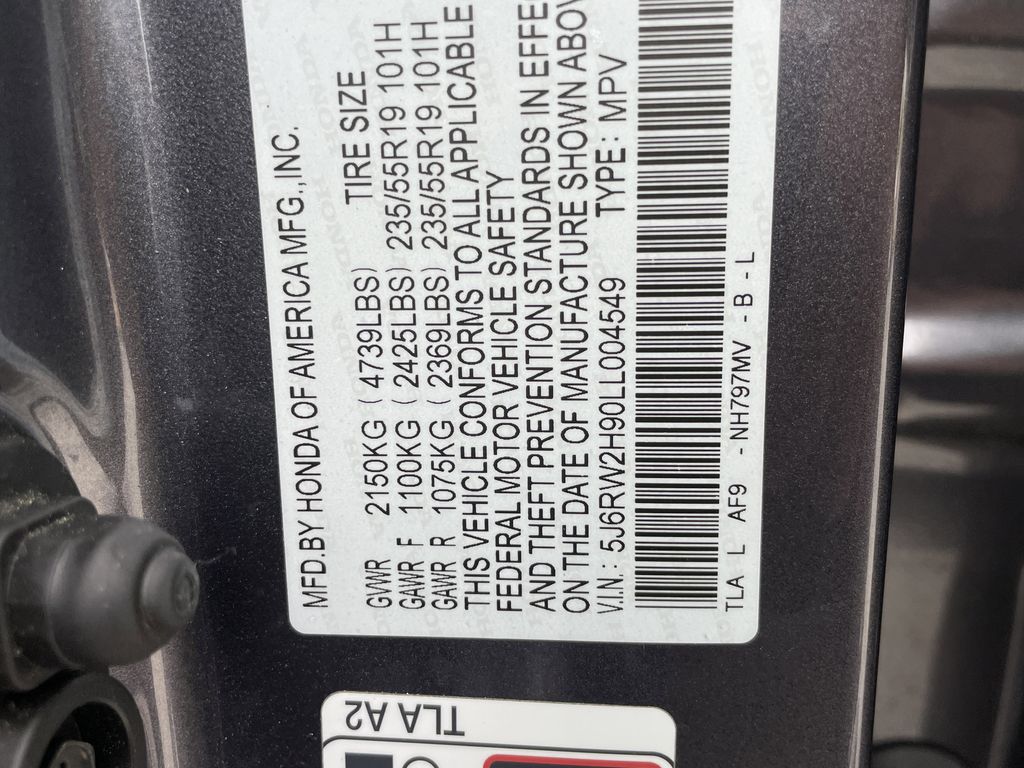 MFD.BY HONDA OF AMERICA MFG.,INC.
TIRE SIZE
GVWR 2150KG ( 4739LBS)
GAWR F 1100KG ( 2425LBS) 235/55R19 101H
GAWR R 1075KG ( 2369LBS) 235/55R19 101H
THIS VEHICLE CONFORMS TO ALL APPLICABLE
FEDERAL MOTOR VEHICLE SAFETY
AND THEFT PREVENTION STANDARDS IN EFFEC
ON THE DATE OF MANUFACTURE SHOWN ABOV
V.I.N.: 5J6RW2H90LL004549 TYPE: MPV
TLA L AF9 - NH797MV - B - L
TLA A2